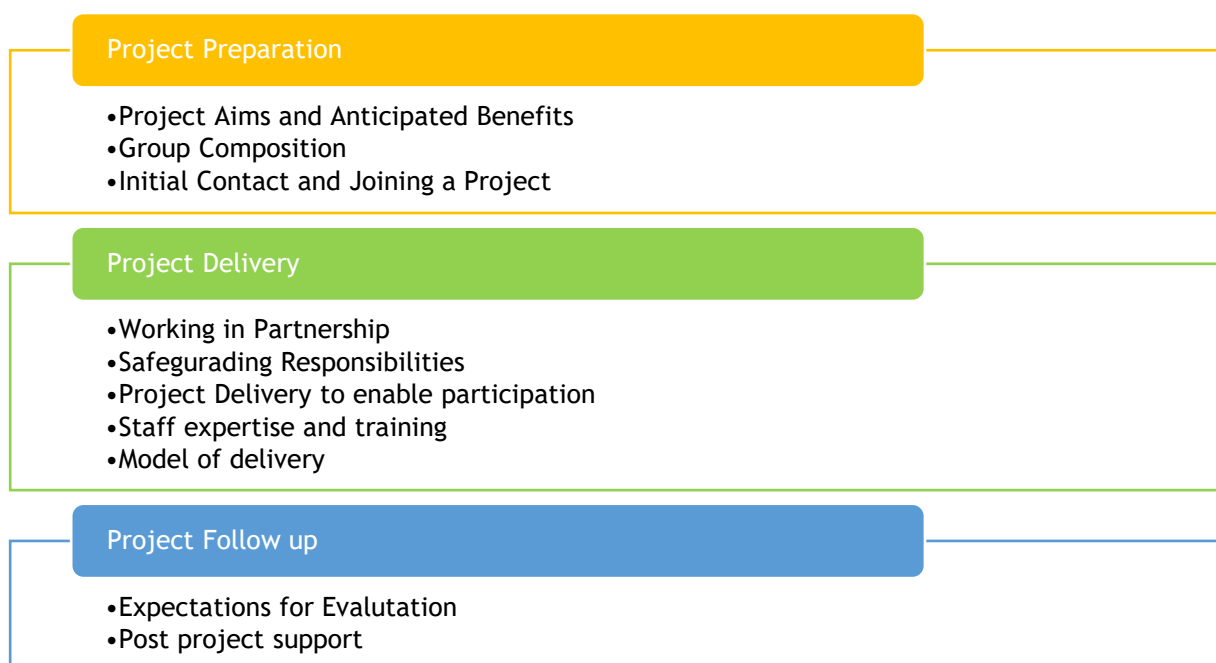 Project Preparation
•Project Aims and Anticipated Benefits
•Group Composition
•Initial Contact and Joining a Project
Project Delivery
•Working in Partnership
•Safegurading Responsibilities
•Project Delivery to enable participation
•Staff expertise and training
•Model of delivery
Project Follow up
•Expectations for Evalutation
•Post project support